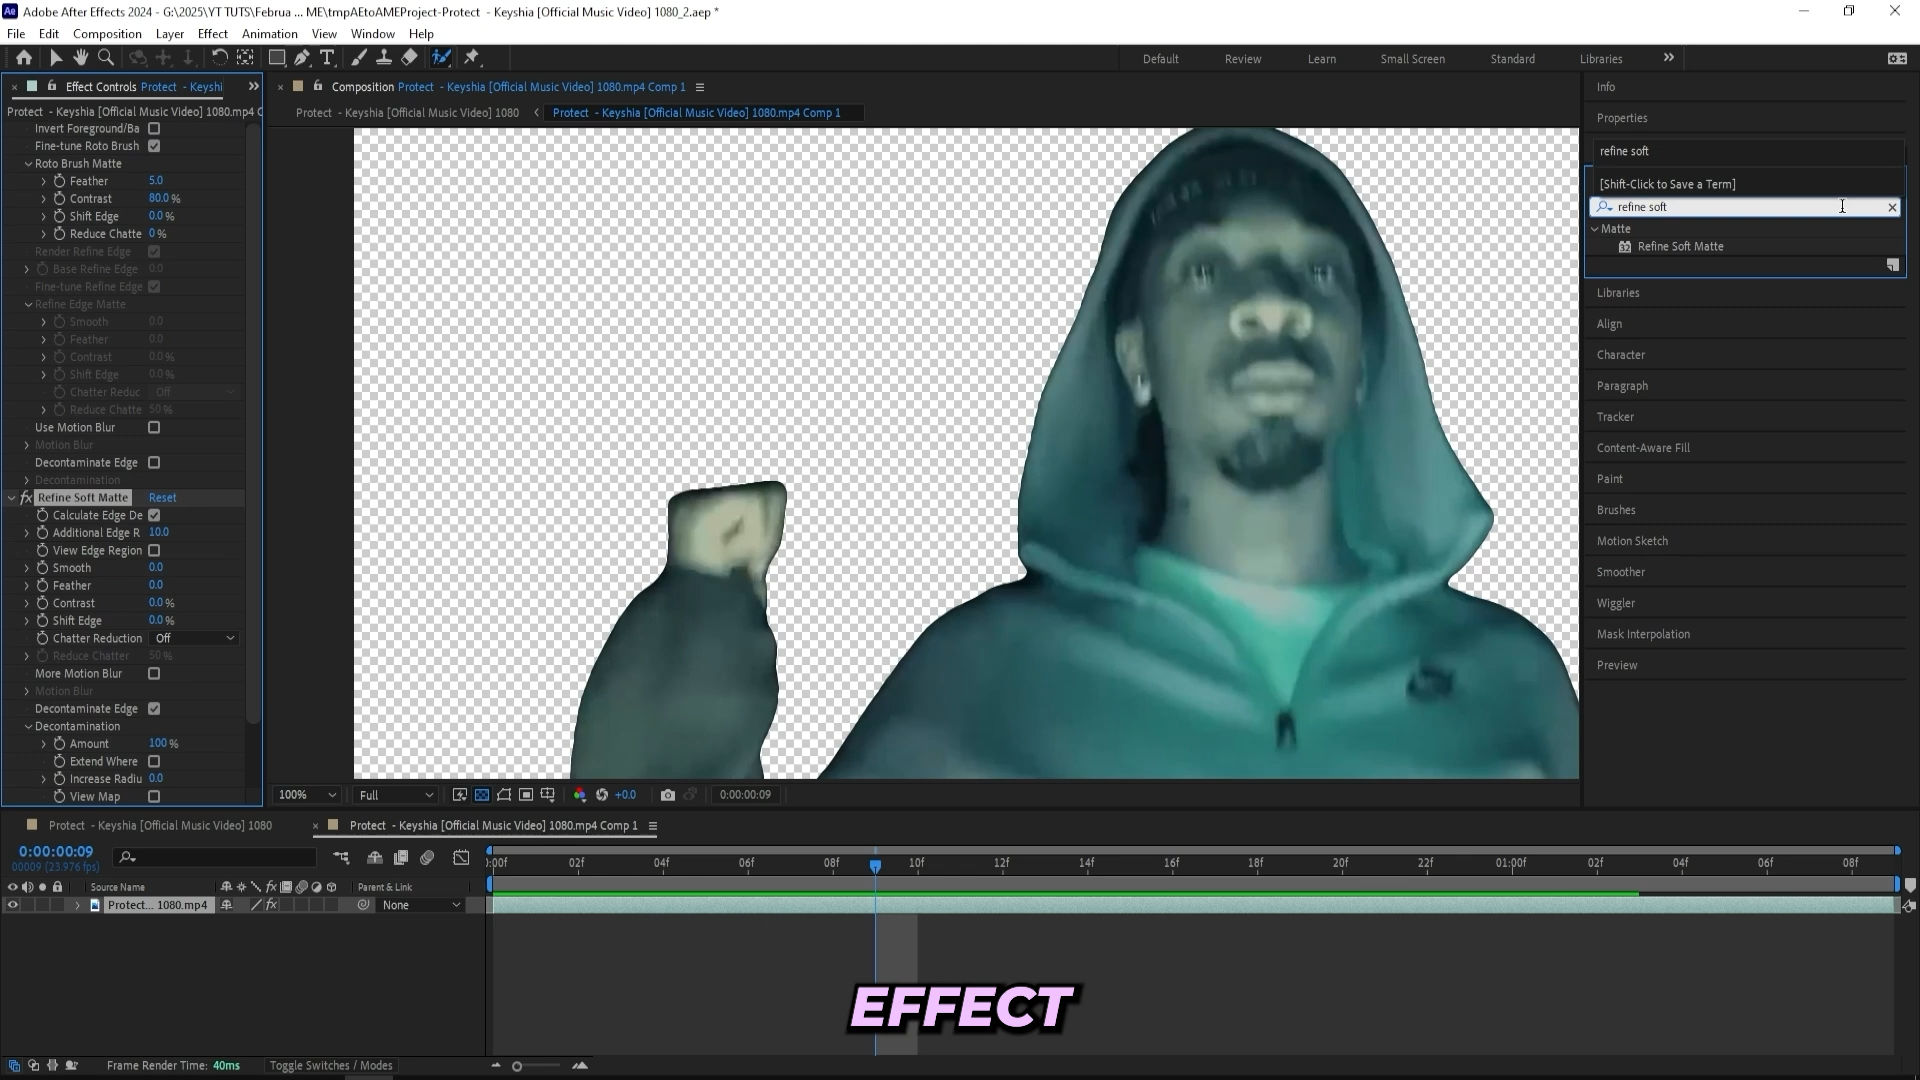 Adobe After Effects 2024 - G:\2025\YT TUTS\Februa ... ME\tmpAEtoAMEProject-Protect - Keyshia [Official Music Video] 1080_2.aep *
File Edit Composition Layer Effect Animation View Window Help
Default Review Learn Small Screen Standard Libraries
Effect Controls Protect - Keyshi
Protect - Keyshia [Official Music Video] 1080.mp4 C
Invert Foreground/Ba
Fine-tune Roto Brush
Roto Brush Matte
Feather 5.0
Contrast 80.0 %
Shift Edge 0.0 %
Reduce Chatte 0 %
Render Refine Edge
Base Refine Edge 0.0
Fine-tune Refine Edge
Refine Edge Matte
Smooth 0.0
Feather 0.0
Contrast 0.0 %
Shift Edge 0.0 %
Chatter Reduc Off
Reduce Chatte 50 %
Use Motion Blur
Motion Blur
Decontaminate Edge
Decontamination
fx Refine Soft Matte Reset
Calculate Edge De
Additional Edge R 10.0
View Edge Region
Smooth 0.0
Feather 0.0
Contrast 0.0 %
Shift Edge 0.0 %
Chatter Reduction Off
Reduce Chatter 50 %
More Motion Blur
Motion Blur
Decontaminate Edge
Decontamination
Amount 100 %
Extend Where
Increase Radiu 0.0
View Map
Composition Protect - Keyshia [Official Music Video] 1080.mp4 Comp 1
Protect - Keyshia [Official Music Video] 1080 Protect - Keyshia [Official Music Video] 1080.mp4 Comp 1
100% Full +0.0 0:00:00:09
Info
Properties
refine soft
[Shift-Click to Save a Term]
refine soft
Matte
32 Refine Soft Matte
Libraries
Align
Character
Paragraph
Tracker
Content-Aware Fill
Paint
Brushes
Motion Sketch
Smoother
Wiggler
Mask Interpolation
Preview
Protect - Keyshia [Official Music Video] 1080 Protect - Keyshia [Official Music Video] 1080.mp4 Comp 1
0:00:00:09
00009 (23.976 fps)
:00f 02f 04f 06f 08f 10f 12f 14f 16f 18f 20f 22f 01:00f 02f 04f 06f 08f
Source Name Parent & Link
Protect... 1080.mp4 None
EFFECT
Frame Render Time: 40ms Toggle Switches / Modes